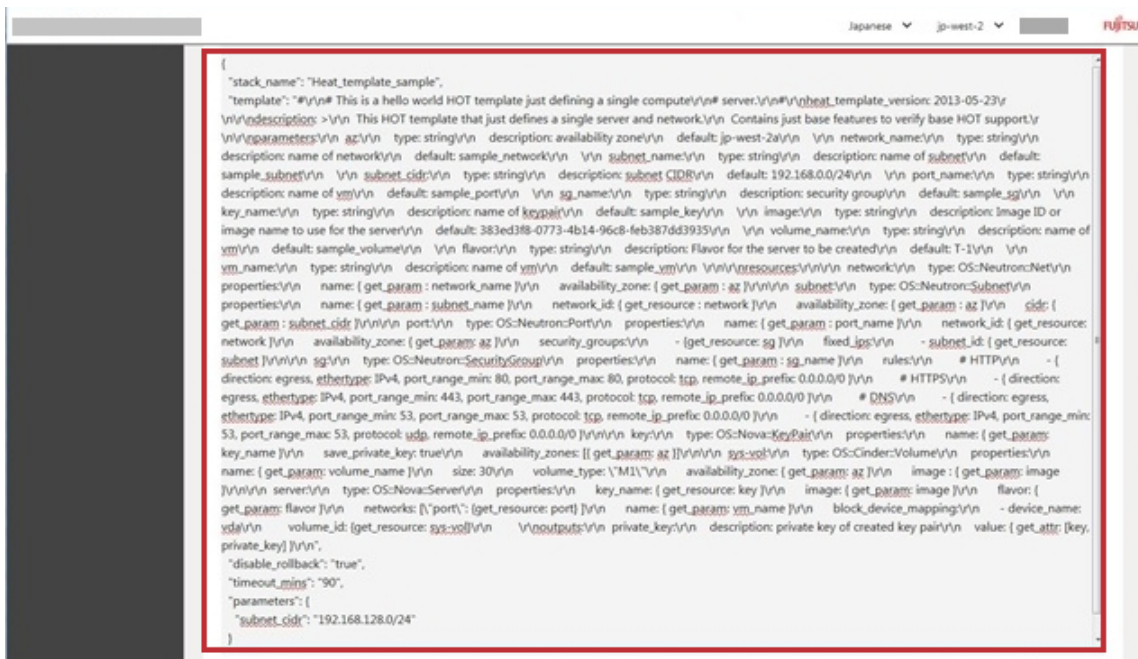 Japanese jp-west-2 FUJITSU
{
"stack_name": "Heat_template_sample",
"template": "#\r\n# This is a hello world HOT template just defining a single compute\r\n# server.\r\n#\r\nheat_template_version: 2013-05-23\r
\n\r\ndescription: >\r\n  This HOT template that just defines a single server and network.\r\n  Contains just base features to verify base HOT support.\r
\n\r\nparameters:\r\n  az:\r\n    type: string\r\n    description: availability zone\r\n    default: jp-west-2a\r\n  \r\n  network_name:\r\n    type: string\r\n
description: name of network\r\n    default: sample_network\r\n  \r\n  subnet_name:\r\n    type: string\r\n    description: name of subnet\r\n    default:
sample_subnet\r\n  \r\n  subnet_cidr:\r\n    type: string\r\n    description: subnet CIDR\r\n    default: 192.168.0.0/24\r\n  \r\n  port_name:\r\n    type: string\r\n
description: name of vm\r\n    default: sample_port\r\n  \r\n  sg_name:\r\n    type: string\r\n    description: security group\r\n    default: sample_sg\r\n  \r\n
key_name:\r\n    type: string\r\n    description: name of keypair\r\n    default: sample_key\r\n  \r\n  image:\r\n    type: string\r\n    description: Image ID or
image name to use for the server\r\n    default: 383ed3f8-0773-4b14-96c8-feb387dd3935\r\n  \r\n  volume_name:\r\n    type: string\r\n    description: name of
vm\r\n    default: sample_volume\r\n  \r\n  flavor:\r\n    type: string\r\n    description: Flavor for the server to be created\r\n    default: T-1\r\n  \r\n
vm_name:\r\n    type: string\r\n    description: name of vm\r\n    default: sample_vm\r\n  \r\n\r\nresources:\r\n\r\n  network:\r\n    type: OS::Neutron::Net\r\n
properties:\r\n      name: { get_param : network_name }\r\n      availability_zone: { get_param : az }\r\n\r\n  subnet:\r\n    type: OS::Neutron::Subnet\r\n
properties:\r\n      name: { get_param : subnet_name }\r\n      network_id: { get_resource : network }\r\n      availability_zone: { get_param : az }\r\n      cidr: {
get_param : subnet_cidr }\r\n\r\n  port:\r\n    type: OS::Neutron::Port\r\n    properties:\r\n      name: { get_param : port_name }\r\n      network_id: { get_resource:
network }\r\n      availability_zone: { get_param: az }\r\n      security_groups:\r\n        - {get_resource: sg }\r\n      fixed_ips:\r\n        - subnet_id: { get_resource:
subnet }\r\n\r\n  sg:\r\n    type: OS::Neutron::SecurityGroup\r\n    properties:\r\n      name: { get_param : sg_name }\r\n      rules:\r\n        # HTTP\r\n        - {
direction: egress, ethertype: IPv4, port_range_min: 80, port_range_max: 80, protocol: tcp, remote_ip_prefix: 0.0.0.0/0 }\r\n        # HTTPS\r\n        - { direction:
egress, ethertype: IPv4, port_range_min: 443, port_range_max: 443, protocol: tcp, remote_ip_prefix: 0.0.0.0/0 }\r\n        # DNS\r\n        - { direction: egress,
ethertype: IPv4, port_range_min: 53, port_range_max: 53, protocol: tcp, remote_ip_prefix: 0.0.0.0/0 }\r\n        - { direction: egress, ethertype: IPv4, port_range_min:
53, port_range_max: 53, protocol: udp, remote_ip_prefix: 0.0.0.0/0 }\r\n\r\n  key:\r\n    type: OS::Nova::KeyPair\r\n    properties:\r\n      name: { get_param:
key_name }\r\n      save_private_key: true\r\n      availability_zones: [{ get_param: az }]\r\n\r\n  sys-vol:\r\n    type: OS::Cinder::Volume\r\n    properties:\r\n
name: { get_param: volume_name }\r\n      size: 30\r\n      volume_type: \"M1\"\r\n      availability_zone: { get_param: az }\r\n      image : { get_param: image
}\r\n\r\n  server:\r\n    type: OS::Nova::Server\r\n    properties:\r\n      key_name: { get_resource: key }\r\n      image: { get_param: image }\r\n      flavor: {
get_param: flavor }\r\n      networks: [\"port\": {get_resource: port} ]\r\n      name: { get_param: vm_name }\r\n      block_device_mapping:\r\n        - device_name:
vda\r\n      volume_id: {get_resource: sys-vol}\r\n      \r\noutputs:\r\n  private_key:\r\n    description: private key of created key pair\r\n    value: { get_attr: [key,
private_key] }\r\n",
"disable_rollback": "true",
"timeout_mins": "90",
"parameters": {
"subnet_cidr": "192.168.128.0/24"
}